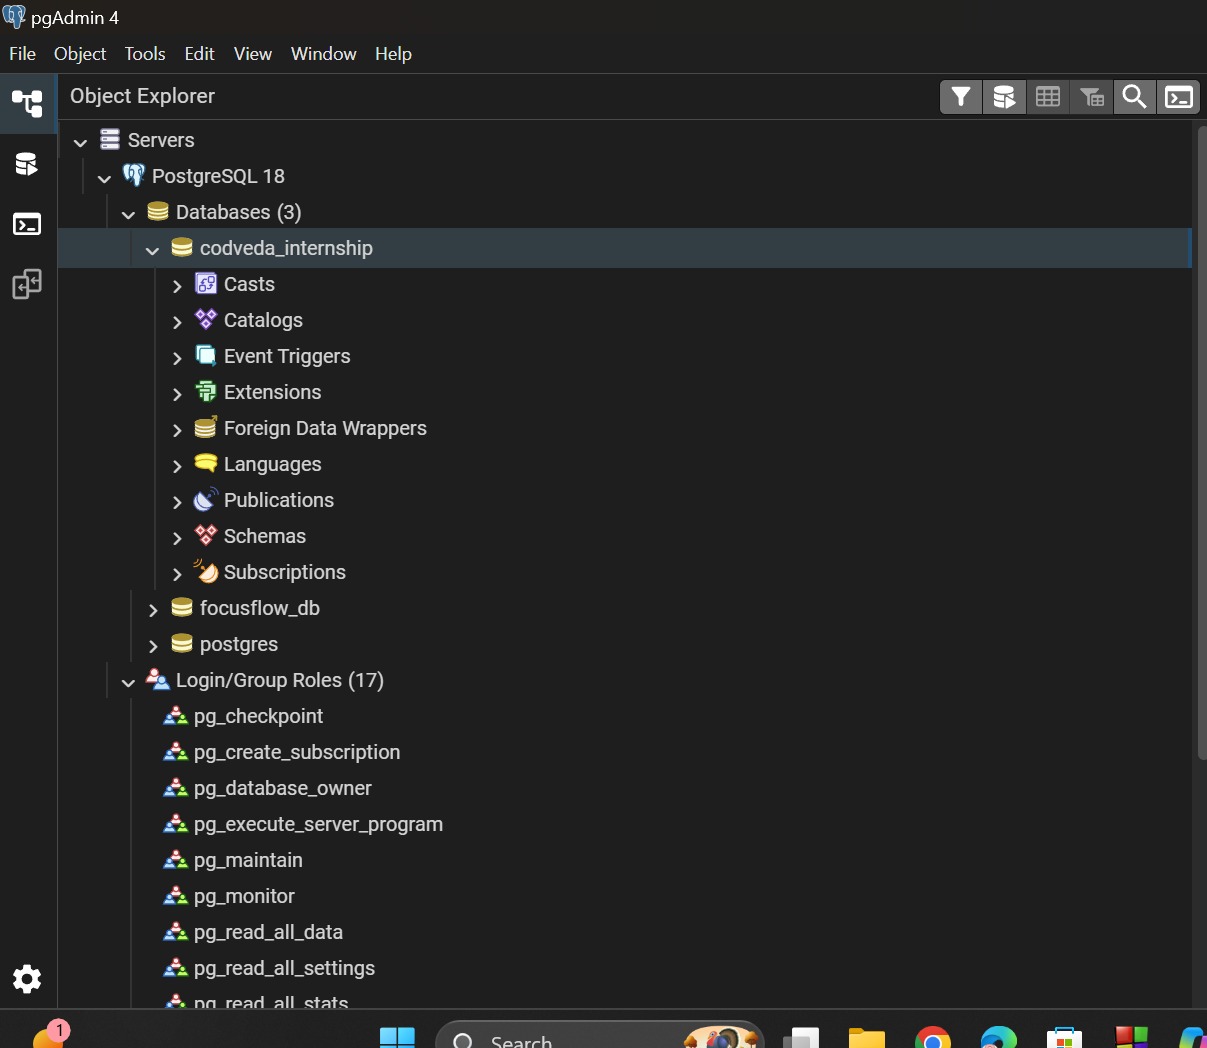 pgAdmin 4
File Object Tools Edit View Window Help
Object Explorer
Servers
PostgreSQL 18
Databases (3)
codveda_internship
Casts
Catalogs
Event Triggers
Extensions
Foreign Data Wrappers
Languages
Publications
Schemas
Subscriptions
focusflow_db
postgres
Login/Group Roles (17)
pg_checkpoint
pg_create_subscription
pg_database_owner
pg_execute_server_program
pg_maintain
pg_monitor
pg_read_all_data
pg_read_all_settings
pg_read_all_stats
1
Search